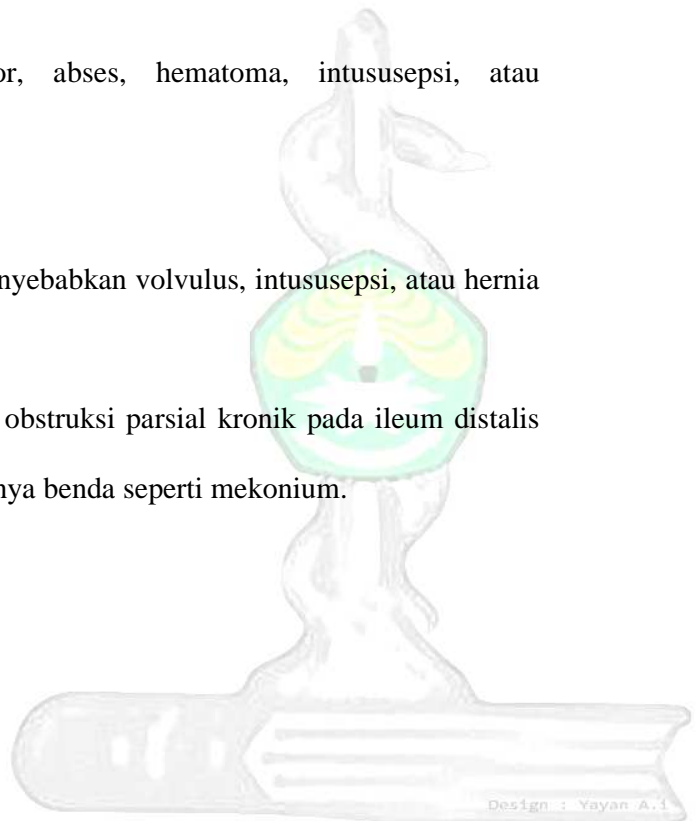 or, abses, hematoma, intususepsi, atau
nyebabkan volvulus, intususepsi, atau hernia
obstruksi parsial kronik pada ileum distalis
nya benda seperti mekonium.
Design : Yayan A.i